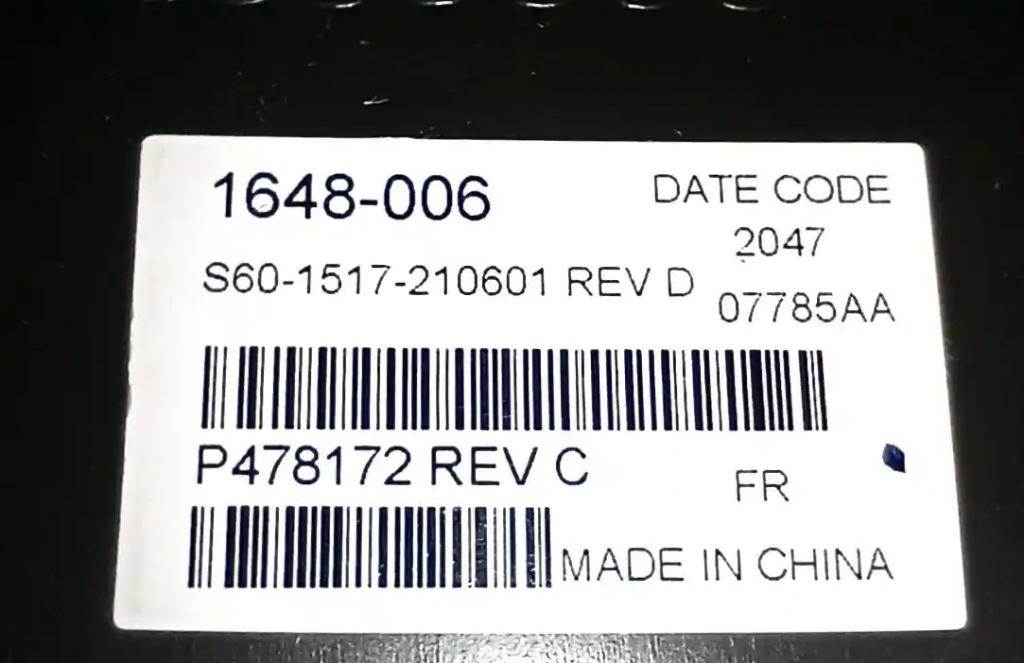 1648-006
DATE CODE
2047
S60-1517-210601 REV D
07785AA
P478172 REV C
FR
MADE IN CHINA